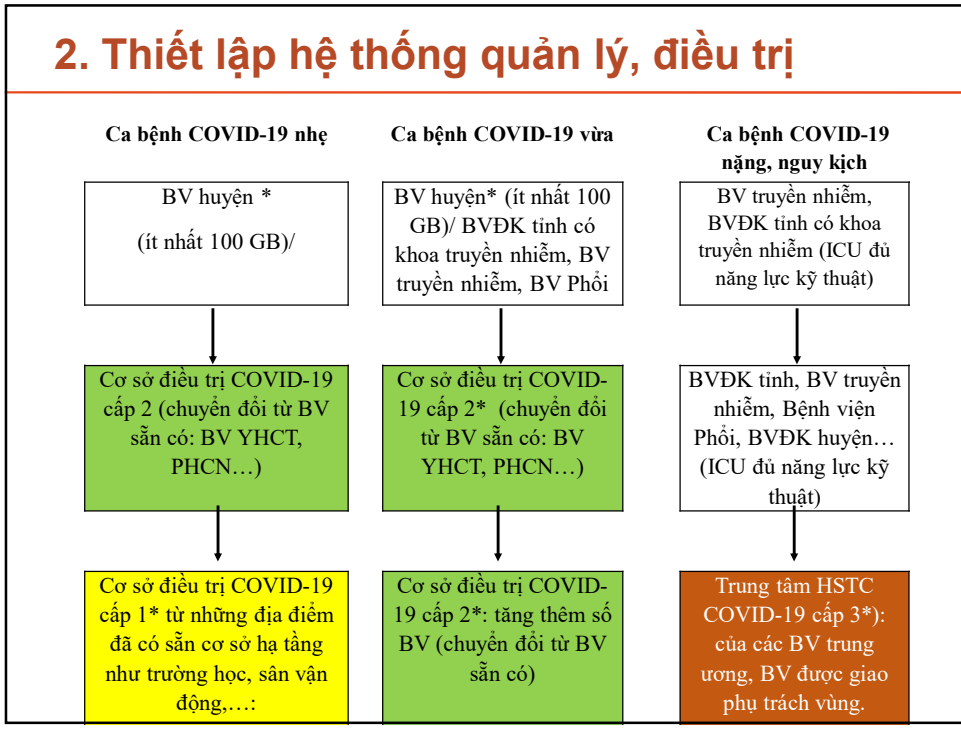 2. Thiết lập hệ thống quản lý, điều trị
Ca bệnh COVID-19 nhẹ
Ca bệnh COVID-19 vừa
Ca bệnh COVID-19
nặng, nguy kịch
BV huyện *
(ít nhất 100 GB)/
BV huyện* (ít nhất 100
GB)/ BVĐK tỉnh có
khoa truyền nhiễm, BV
truyền nhiễm, BV Phổi
BV truyền nhiễm,
BVĐK tỉnh có khoa
truyền nhiễm (ICU đủ
năng lực kỹ thuật)
Cơ sở điều trị COVID-19
cấp 2 (chuyển đổi từ BV
sẵn có: BV YHCT,
PHCN…)
Cơ sở điều trị COVID-
19 cấp 2* (chuyển đổi
từ BV sẵn có: BV
YHCT, PHCN…)
BVĐK tỉnh, BV truyền
nhiễm, Bệnh viện
Phổi, BVĐK huyện…
(ICU đủ năng lực kỹ
thuật)
Cơ sở điều trị COVID-19
cấp 1* từ những địa điểm
đã có sẵn cơ sở hạ tầng
như trường học, sân vận
động,…:
Cơ sở điều trị COVID-
19 cấp 2*: tăng thêm số
BV (chuyển đổi từ BV
sẵn có)
Trung tâm HSTC
COVID-19 cấp 3*):
của các BV trung
ương, BV được giao
phụ trách vùng.